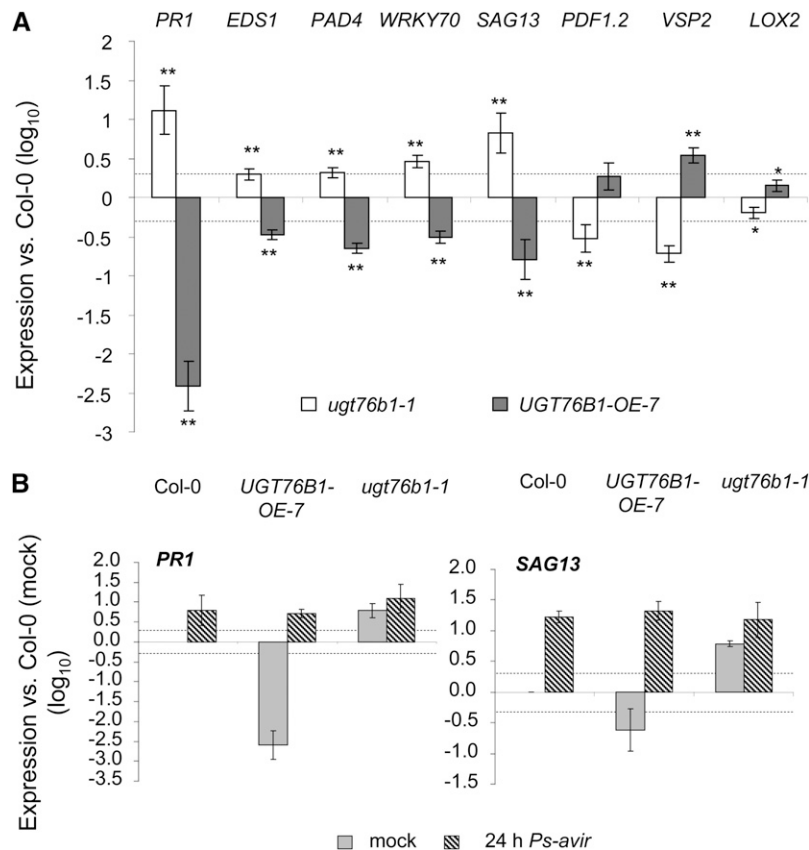 A
PR1 EDS1 PAD4 WRKY70 SAG13 PDF1.2 VSP2 LOX2
Expression vs. Col-0 (log10)
2
1.5
1
0.5
0
-0.5
-1
-1.5
-2
-2.5
-3
** ** ** ** ** ** *
** ** ** ** ** ** ** *
ugt76b1-1 UGT76B1-OE-7
B
Col-0 UGT76B1-OE-7 ugt76b1-1
Col-0 UGT76B1-OE-7 ugt76b1-1
Expression vs. Col-0 (mock)
(log10)
PR1
2.0
1.5
1.0
0.5
0.0
-0.5
-1.0
-1.5
-2.0
-2.5
-3.0
-3.5
SAG13
2.0
1.5
1.0
0.5
0.0
-0.5
-1.0
-1.5
mock 24 h Ps-avir